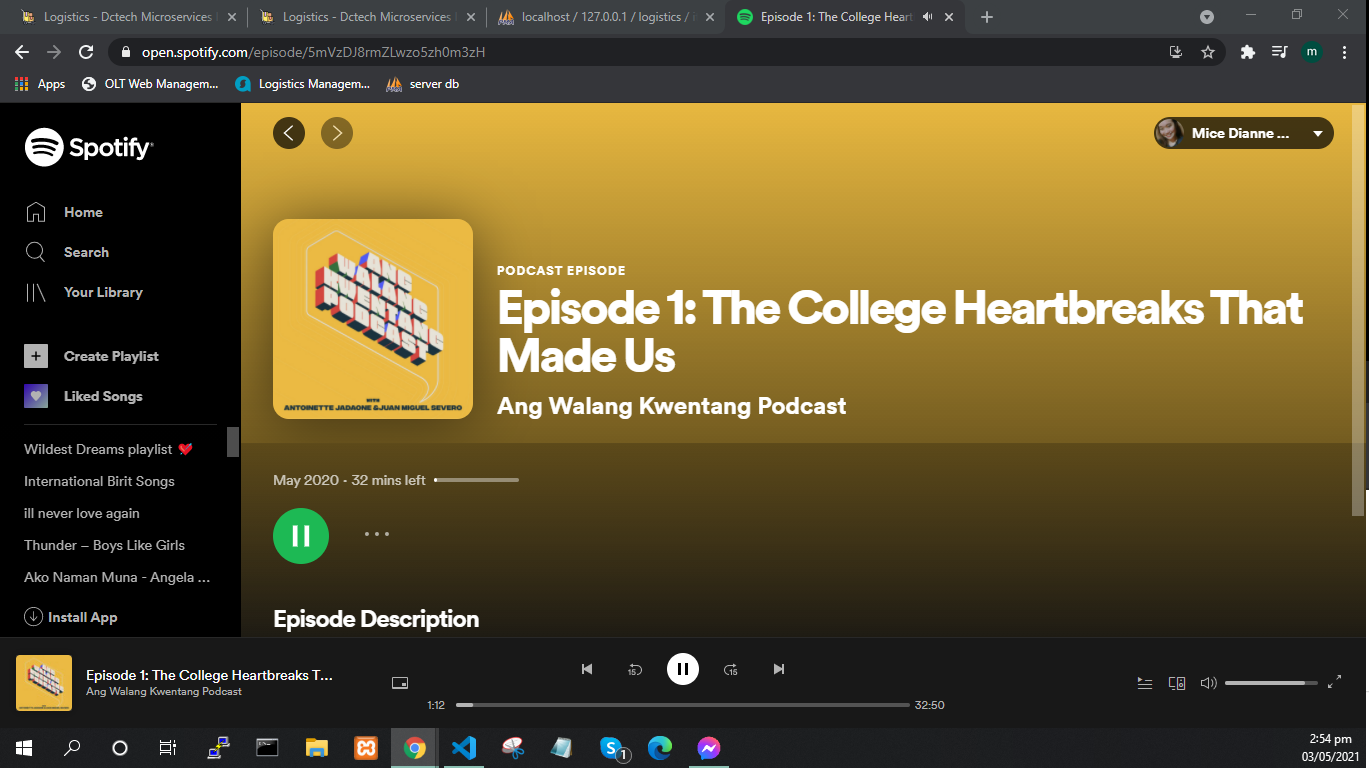 Logistics - Dctech Microservices
Logistics - Dctech Microservices
localhost / 127.0.0.1 / logistics /
Episode 1: The College Heart
open.spotify.com/episode/5mVzDJ8rmZLwzo5zh0m3zH
m
Apps
OLT Web Managem...
Logistics Managem...
server db
Spotify
Mice Dianne ...
Home
Search
Your Library
Create Playlist
Liked Songs
Wildest Dreams playlist
International Birit Songs
ill never love again
Thunder – Boys Like Girls
Ako Naman Muna - Angela ...
Install App
ANG
WALANG
KWENTANG
PODCAST
WITH
ANTOINETTE JADAONE & JUAN MIGUEL SEVERO
PODCAST EPISODE
Episode 1: The College Heartbreaks That
Made Us
Ang Walang Kwentang Podcast
May 2020 · 32 mins left
Episode Description
Episode 1: The College Heartbreaks T...
Ang Walang Kwentang Podcast
15
15
1:12
32:50
1
2:54 pm
03/05/2021